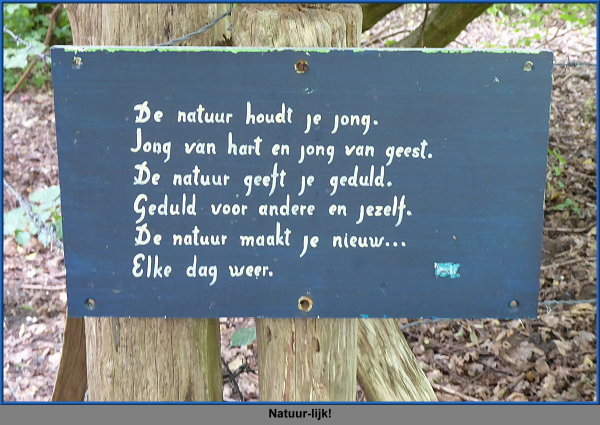 De natuur houdt je jong.
Jong van hart en jong van geest.
De natuur geeft je geduld.
Geduld voor andere en jezelf.
De natuur maakt je nieuw...
Elke dag weer.
Natuur-lijk!